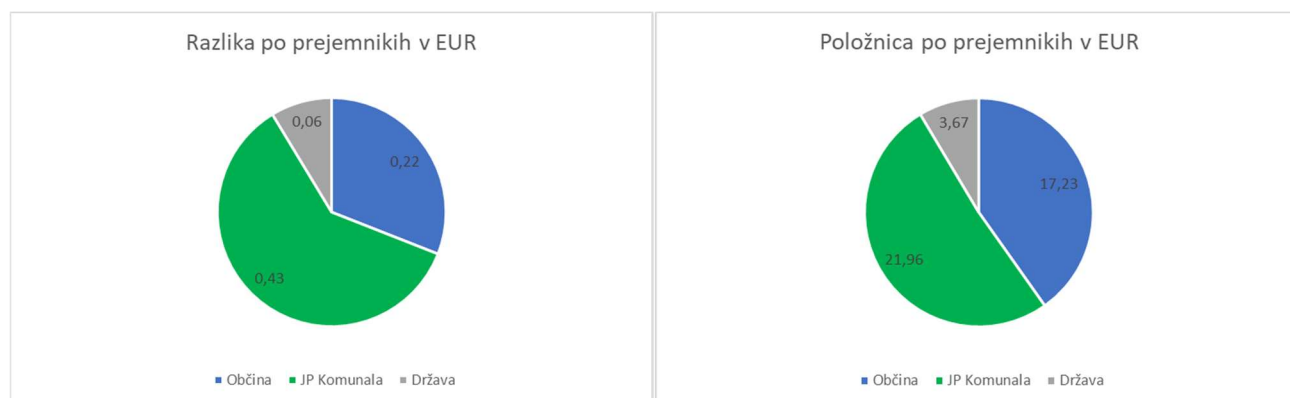 Razlika po prejemnikih v EUR
0,06
0,22
0,43
Občina JP Komunala Država
Položnica po prejemnikih v EUR
3,67
17,23
21,96
Občina JP Komunala Država